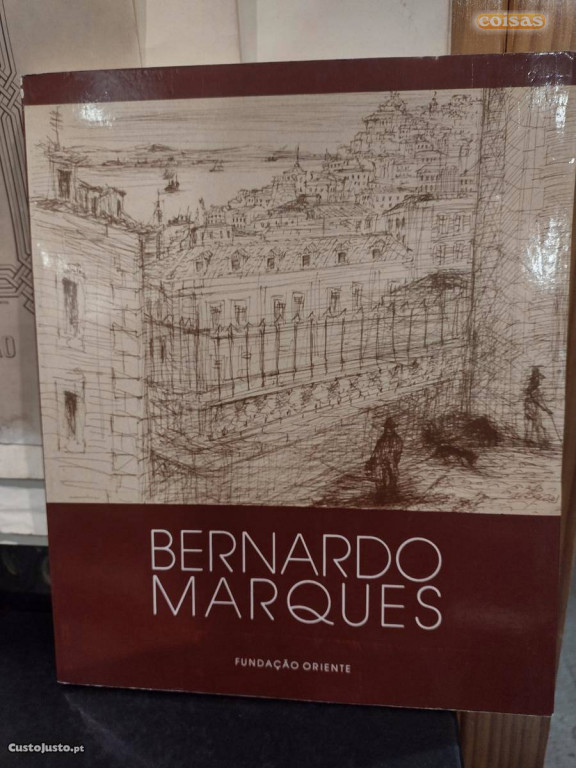 coisas
BERNARDO
MARQUES
FUNDAÇÃO ORIENTE
CustoJusto.pt